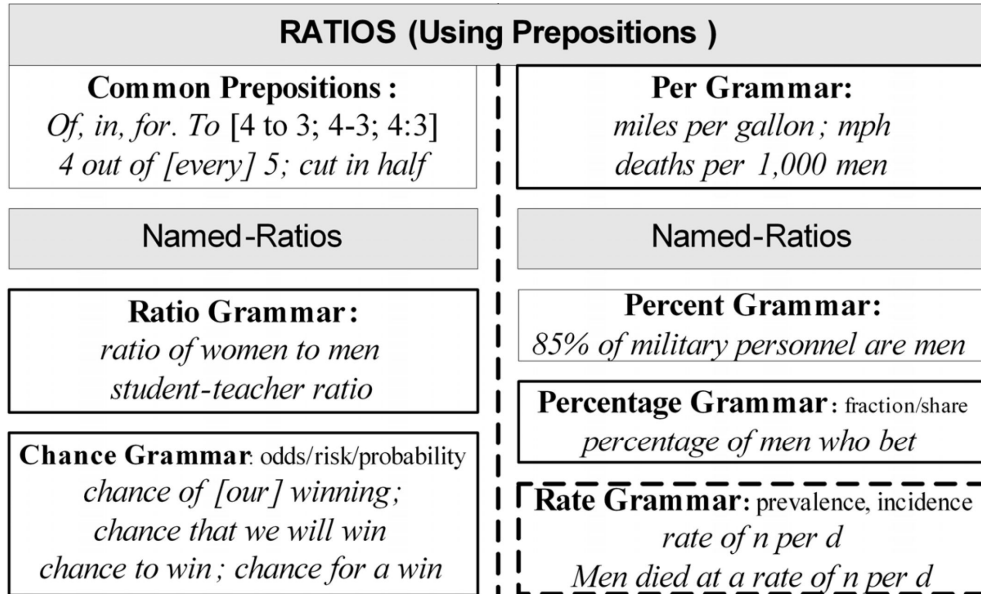 RATIOS (Using Prepositions )
Common Prepositions :
Of, in, for. To [4 to 3; 4-3; 4:3]
4 out of [every] 5; cut in half
Named-Ratios
Ratio Grammar:
ratio of women to men
student-teacher ratio
Chance Grammar: odds/risk/probability
chance of [our] winning;
chance that we will win
chance to win; chance for a win
Per Grammar:
miles per gallon; mph
deaths per 1,000 men
Named-Ratios
Percent Grammar:
85% of military personnel are men
Percentage Grammar: fraction/share
percentage of men who bet
Rate Grammar: prevalence, incidence
rate of n per d
Men died at a rate of n per d